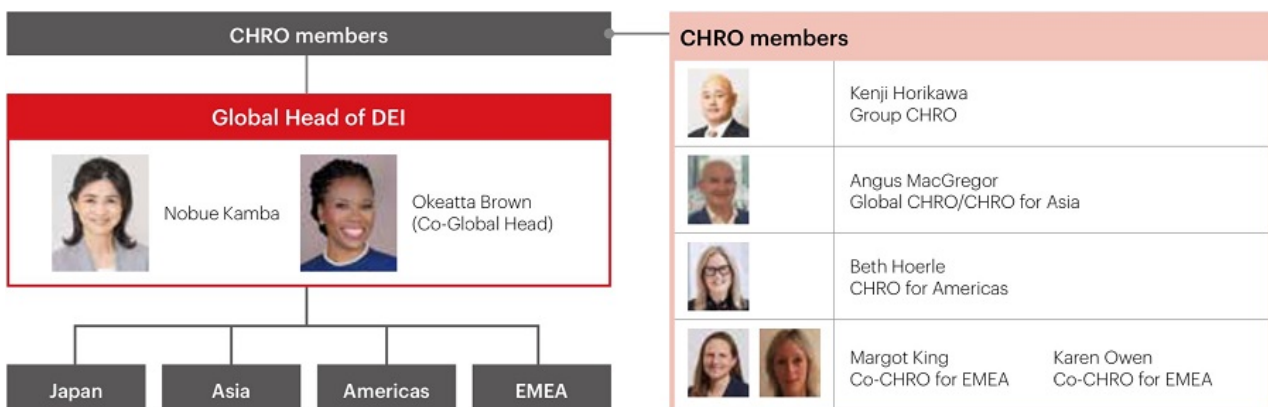 CHRO members
Global Head of DEI
Nobue Kamba
Okeatta Brown
(Co-Global Head)
Japan
Asia
Americas
EMEA
CHRO members
Kenji Horikawa
Group CHRO
Angus MacGregor
Global CHRO/CHRO for Asia
Beth Hoerle
CHRO for Americas
Margot King
Co-CHRO for EMEA
Karen Owen
Co-CHRO for EMEA